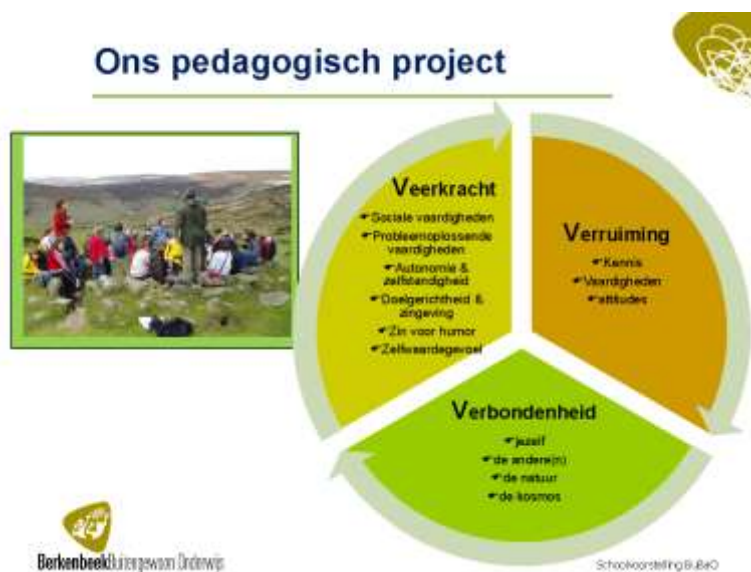 Ons pedagogisch project
Veerkracht
Sociale vaardigheden
Probleemoplossende
vaardigheden
Autonomie &
zelfstandigheid
Doelgerichtheid &
zingeving
Zin voor humor
Zelfwaardegevoel
Verruiming
Kennis
Vaardigheden
attitudes
Verbondenheid
jezelf
de andere(n)
de natuur
de kosmos
Berkenbeek Buitengewoon Onderwijs
Schoolvoorstelling BuBaO